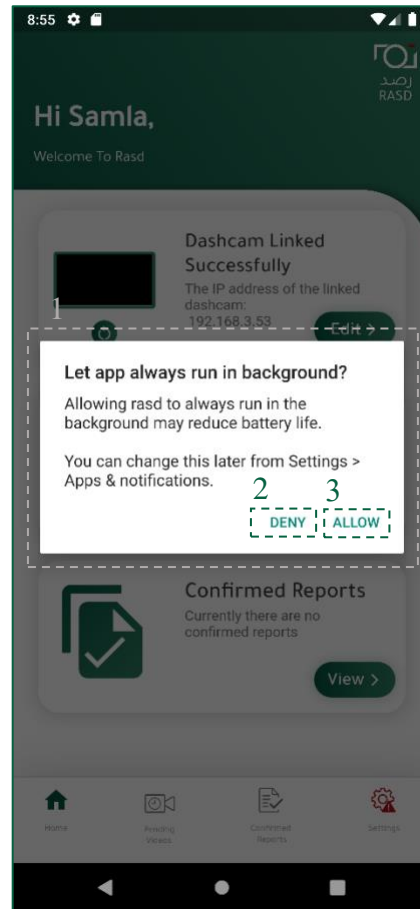 8:55
رصد
RASD
Hi Samla,
Welcome To Rasd
Dashcam Linked
Successfully
The IP address of the linked
dashcam:
192.168.3.53
Edit >
1
Let app always run in background?
Allowing rasd to always run in the
background may reduce battery life.
You can change this later from Settings >
Apps & notifications.
2 3
DENY ALLOW
Confirmed Reports
Currently there are no
confirmed reports
View >
Home Pending Videos Confirmed Reports Settings